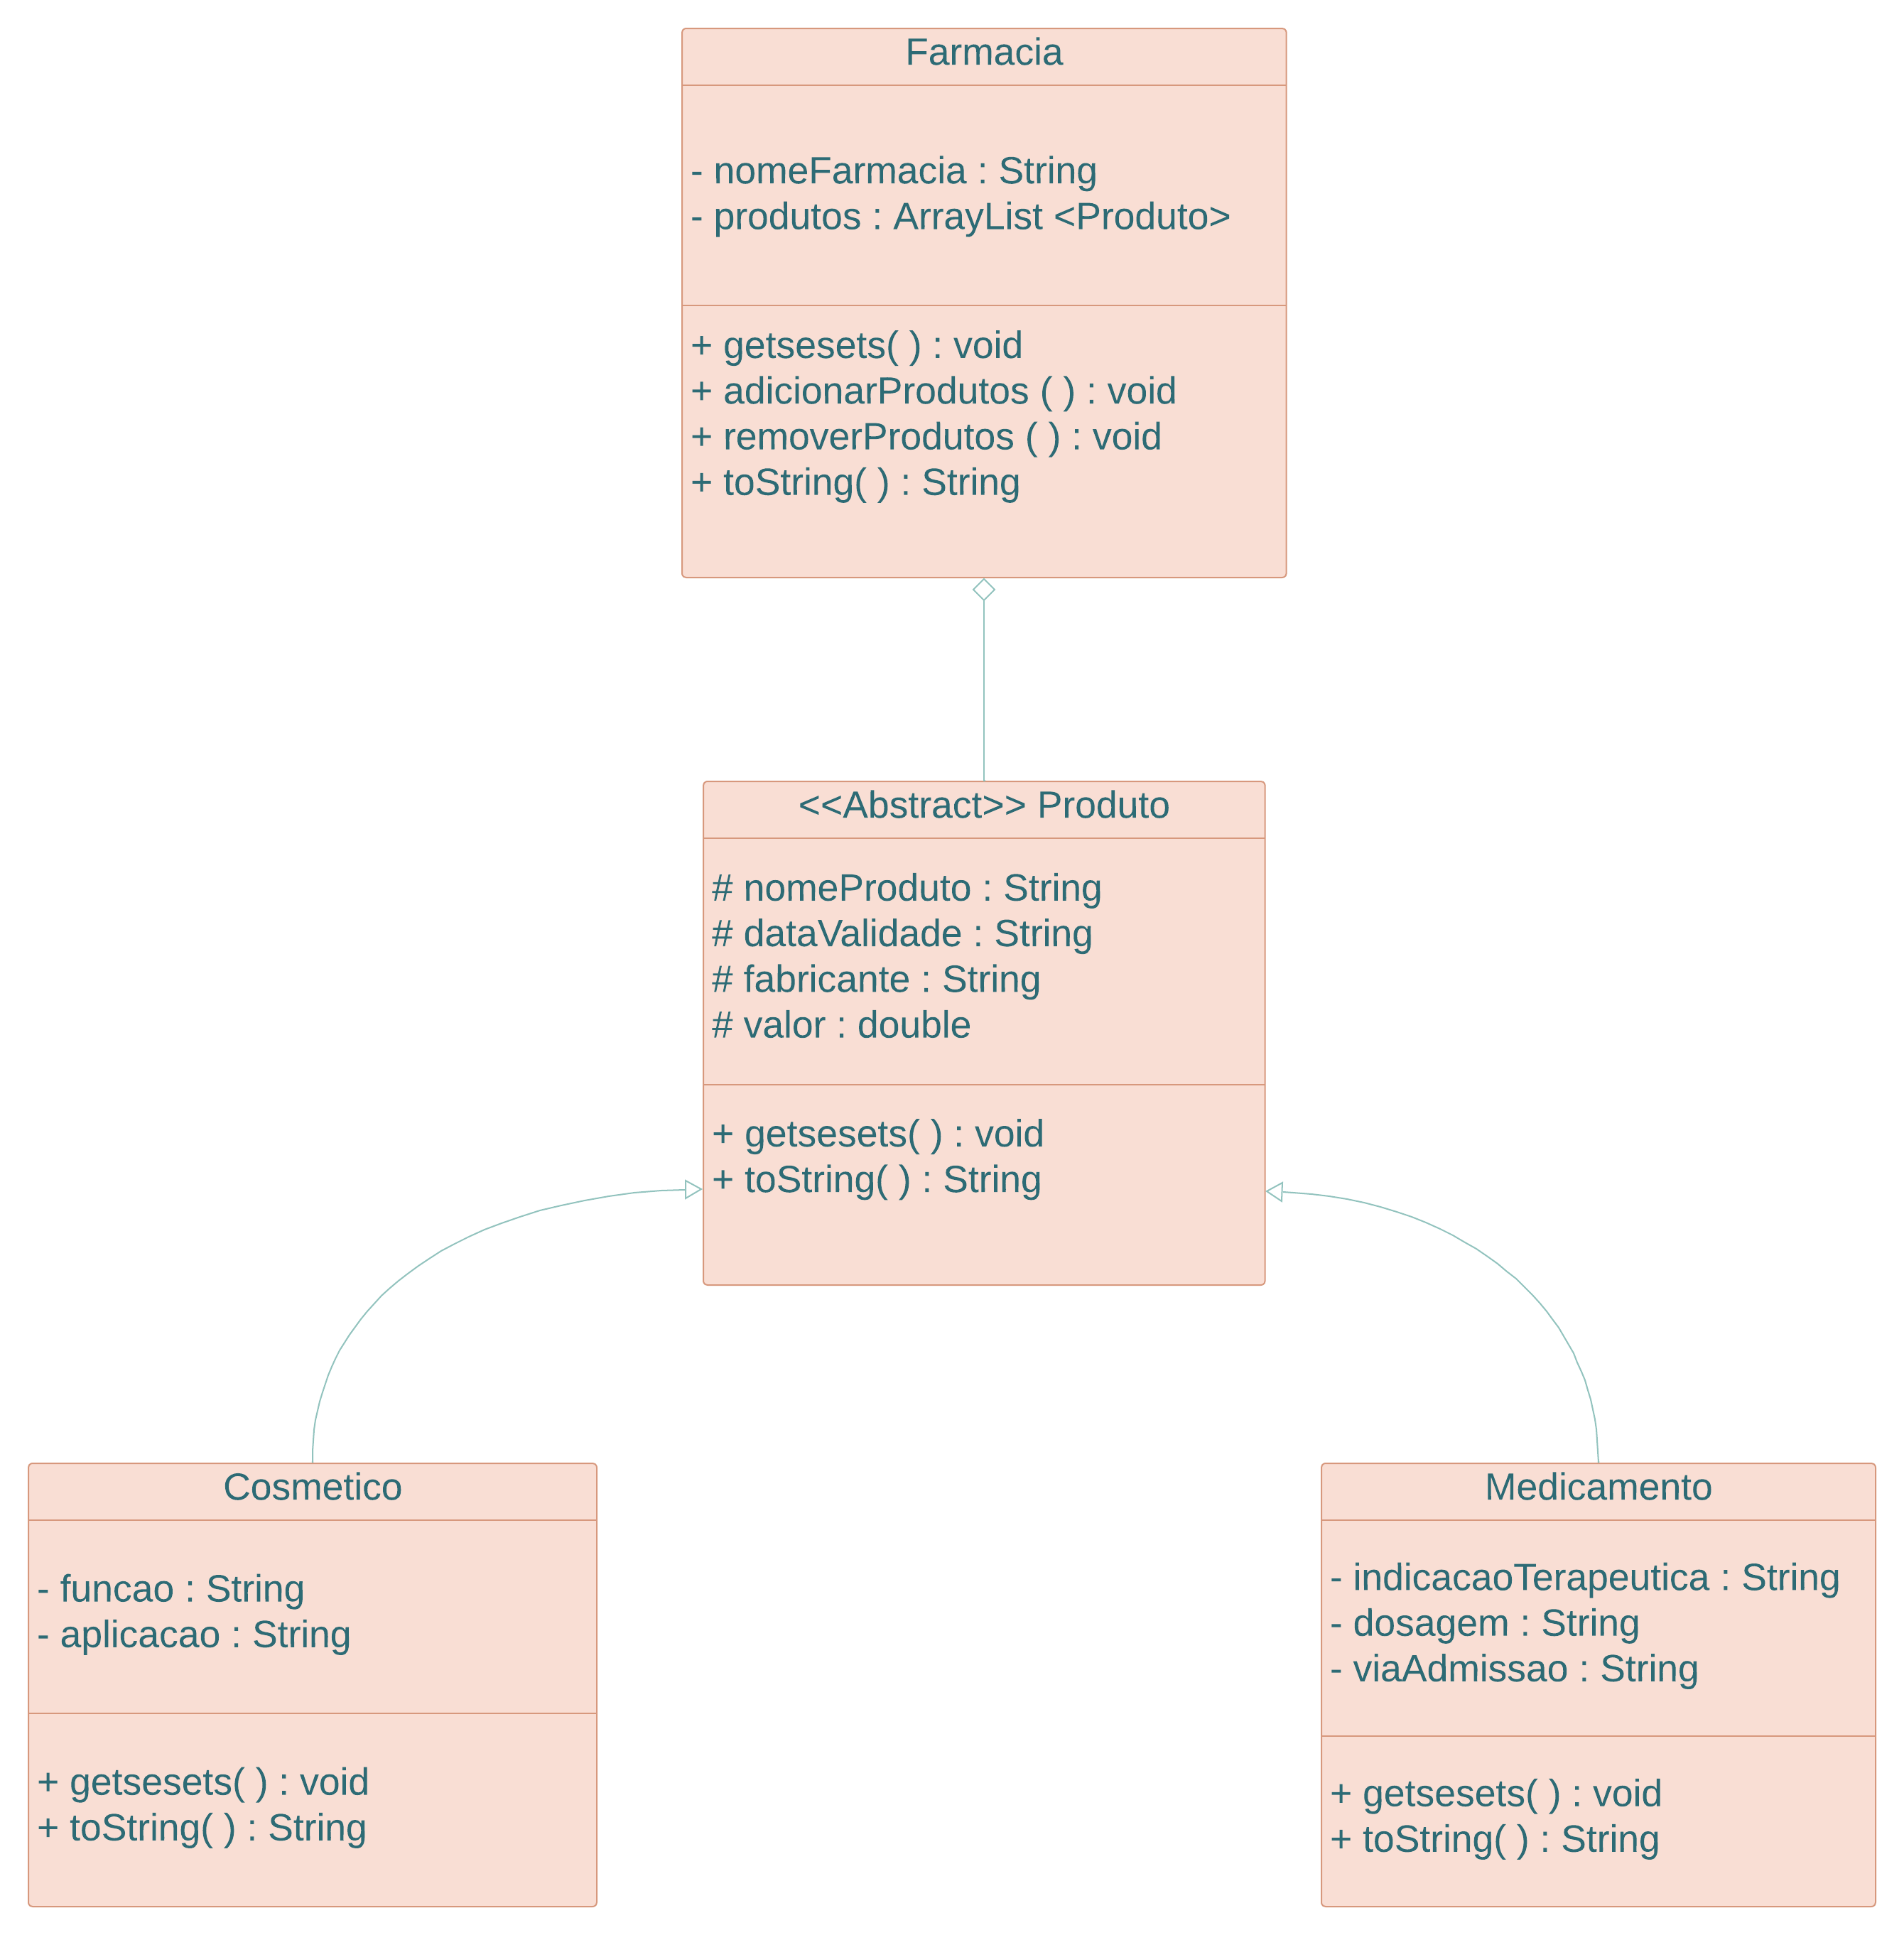 Farmacia
- nomeFarmacia : String
- produtos : ArrayList <Produto>
+ getsesets( ) : void
+ adicionarProdutos ( ) : void
+ removerProdutos ( ) : void
+ toString( ) : String
<<Abstract>> Produto
# nomeProduto : String
# dataValidade : String
# fabricante : String
# valor : double
+ getsesets( ) : void
+ toString( ) : String
Cosmetico
- funcao : String
- aplicacao : String
+ getsesets( ) : void
+ toString( ) : String
Medicamento
- indicacaoTerapeutica : String
- dosagem : String
- viaAdmissao : String
+ getsesets( ) : void
+ toString( ) : String